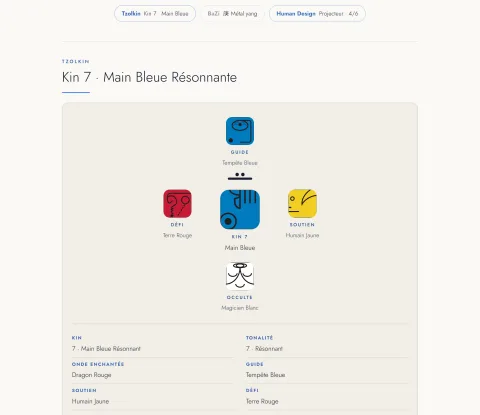 Tzolkin Kin 7 · Main Bleue
BaZi 庚 Métal yang
Human Design Projecteur · 4/6
TZOLKIN
Kin 7 · Main Bleue Résonnante
GUIDE
Tempête Bleue
DÉFI
Terre Rouge
KIN 7
Main Bleue
SOUTIEN
Humain Jaune
OCCULTE
Magicien Blanc
KIN
7 · Main Bleue Résonnant
TONALITÉ
7 · Résonnant
ONDE ENCHANTÉE
Dragon Rouge
GUIDE
Tempête Bleue
SOUTIEN
Humain Jaune
DÉFI
Terre Rouge